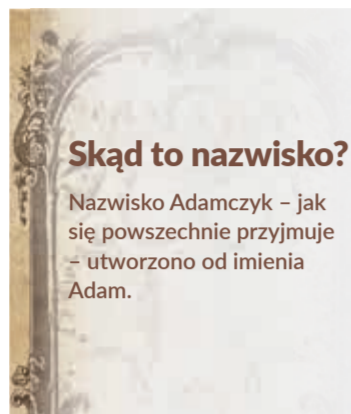 Skąd to nazwisko?
Nazwisko Adamczyk – jak
się powszechnie przyjmuje
– utworzono od imienia
Adam.